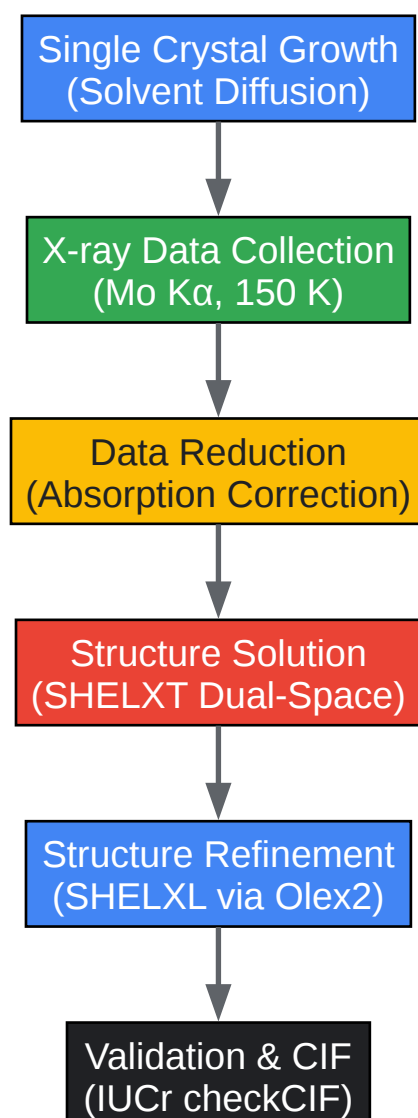 Single Crystal Growth
(Solvent Diffusion)
X-ray Data Collection
(Mo Kα, 150 K)
Data Reduction
(Absorption Correction)
Structure Solution
(SHELXT Dual-Space)
Structure Refinement
(SHELXL via Olex2)
Validation & CIF
(IUCr checkCIF)